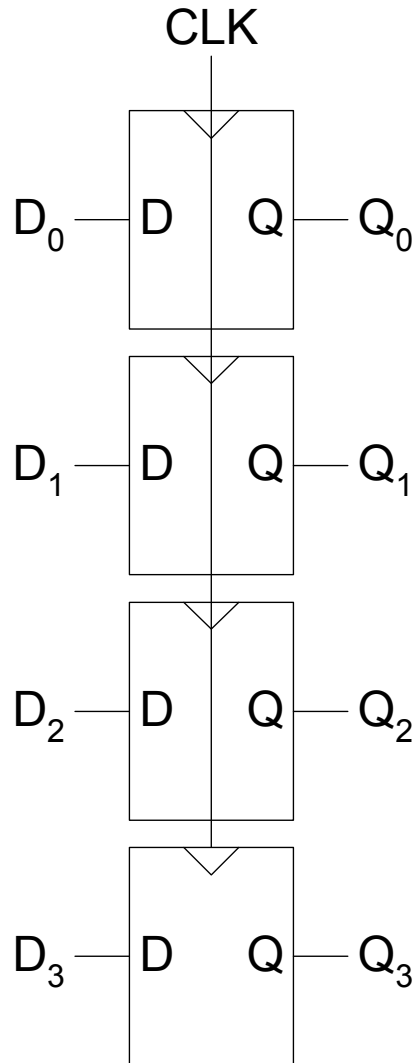 CLK
D₀ D Q Q₀
D₁ D Q Q₁
D₂ D Q Q₂
D₃ D Q Q₃